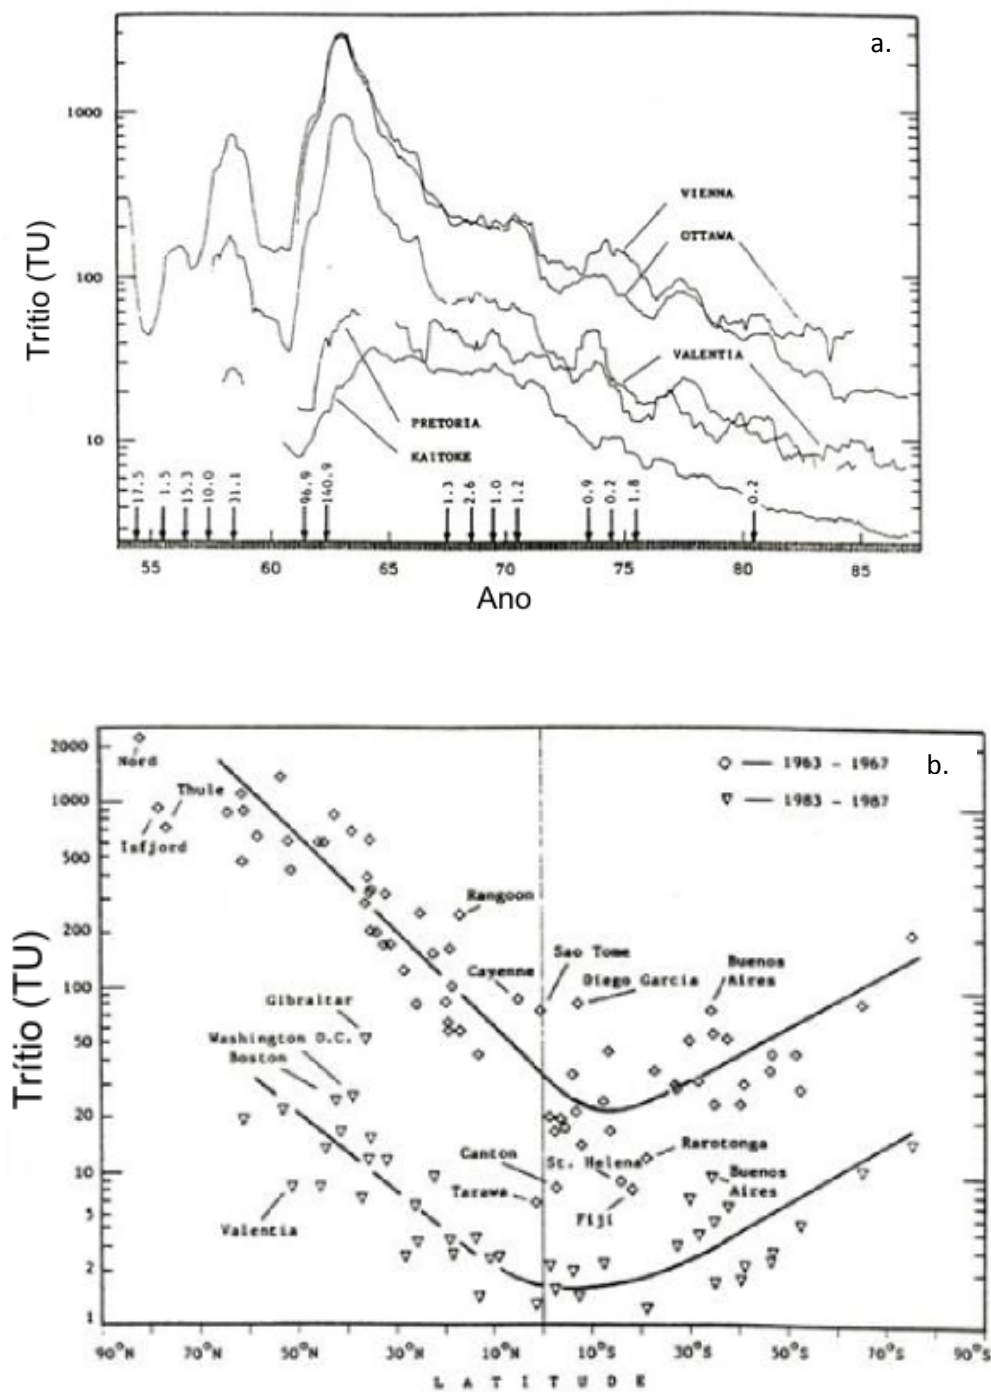 a.
1000
100
10
Trítio (TU)
VIENNA
OTTAWA
VALENTIA
PRETORIA
KAITOKE
17.5 1.5 15.3 10.0 31.1 96.9 140.9 1.3 2.6 1.0 1.2 0.9 0.2 1.8 0.2
55 60 65 70 75 80 85
Ano
b.
1963 - 1967
1983 - 1987
2000
1000
500
200
100
50
20
10
5
2
1
Trítio (TU)
Nord
Thule
Isfjord
Rangoon
Sao Tome
Cayenne
Diego Garcia
Buenos
Aires
Gibraltar
Washington D.C.
Boston
Valentia
Canton
Tarawa
St. Helena
Fiji
Rarotonga
Buenos
Aires
90°N 70°N 50°N 30°N 10°N 10°S 30°S 50°S 70°S 90°S
LATITUDE